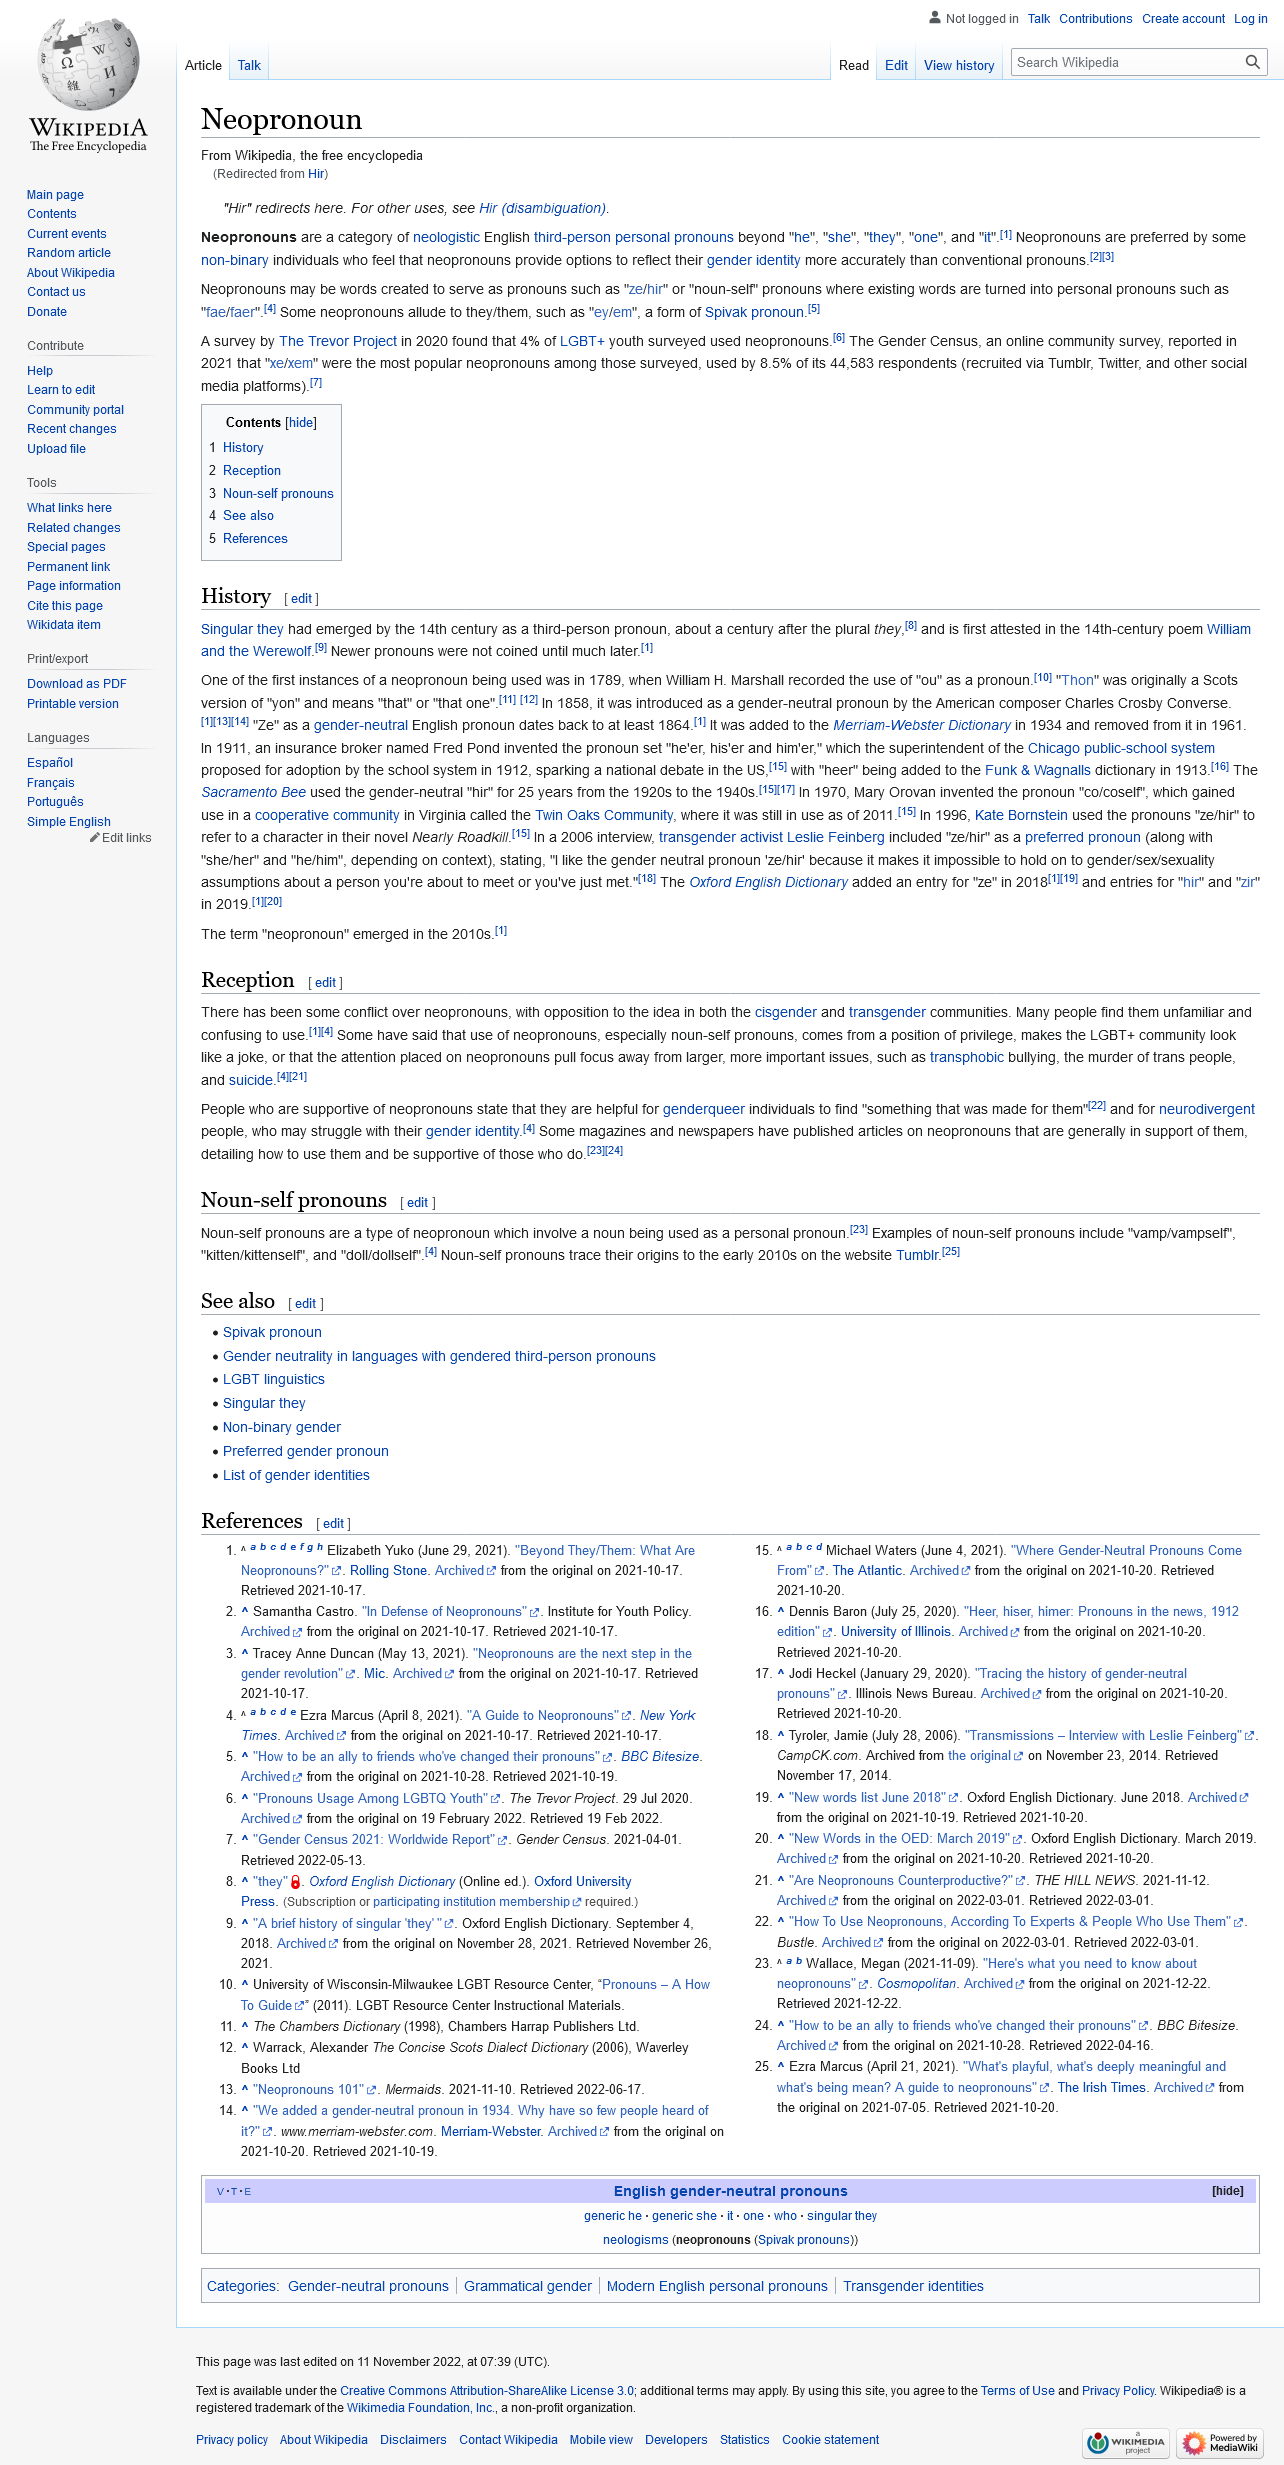 Not logged in Talk Contributions Create account Log in
Article Talk Read Edit View history Search Wikipedia
WIKIPEDIA
The Free Encyclopedia
Main page
Contents
Current events
Random article
About Wikipedia
Contact us
Donate
Contribute
Help
Learn to edit
Community portal
Recent changes
Upload file
Tools
What links here
Related changes
Special pages
Permanent link
Page information
Cite this page
Wikidata item
Print/export
Download as PDF
Printable version
Languages
Español
Français
Português
Simple English
Edit links
Neopronoun
From Wikipedia, the free encyclopedia
(Redirected from Hir)
"Hir" redirects here. For other uses, see Hir (disambiguation).
Neopronouns are a category of neologistic English third-person personal pronouns beyond "he", "she", "they", "one", and "it".[1] Neopronouns are preferred by some
non-binary individuals who feel that neopronouns provide options to reflect their gender identity more accurately than conventional pronouns.[2][3]
Neopronouns may be words created to serve as pronouns such as "ze/hir" or "noun-self" pronouns where existing words are turned into personal pronouns such as
"fae/faer".[4] Some neopronouns allude to they/them, such as "ey/em", a form of Spivak pronoun.[5]
A survey by The Trevor Project in 2020 found that 4% of LGBT+ youth surveyed used neopronouns.[6] The Gender Census, an online community survey, reported in
2021 that "xe/xem" were the most popular neopronouns among those surveyed, used by 8.5% of its 44,583 respondents (recruited via Tumblr, Twitter, and other social
media platforms).[7]
Contents [hide]
1 History
2 Reception
3 Noun-self pronouns
4 See also
5 References
History [ edit ]
Singular they had emerged by the 14th century as a third-person pronoun, about a century after the plural they,[8] and is first attested in the 14th-century poem William
and the Werewolf.[9] Newer pronouns were not coined until much later.[1]
One of the first instances of a neopronoun being used was in 1789, when William H. Marshall recorded the use of "ou" as a pronoun.[10] "Thon" was originally a Scots
version of "yon" and means "that" or "that one".[11] [12] In 1858, it was introduced as a gender-neutral pronoun by the American composer Charles Crosby Converse.
[1][13][14] "Ze" as a gender-neutral English pronoun dates back to at least 1864.[1] It was added to the Merriam-Webster Dictionary in 1934 and removed from it in 1961.
In 1911, an insurance broker named Fred Pond invented the pronoun set "he'er, his'er and him'er," which the superintendent of the Chicago public-school system
proposed for adoption by the school system in 1912, sparking a national debate in the US,[15] with "heer" being added to the Funk & Wagnalls dictionary in 1913.[16] The
Sacramento Bee used the gender-neutral "hir" for 25 years from the 1920s to the 1940s.[15][17] In 1970, Mary Orovan invented the pronoun "co/coself", which gained
use in a cooperative community in Virginia called the Twin Oaks Community, where it was still in use as of 2011.[15] In 1996, Kate Bornstein used the pronouns "ze/hir" to
refer to a character in their novel Nearly Roadkill.[15] In a 2006 interview, transgender activist Leslie Feinberg included "ze/hir" as a preferred pronoun (along with
"she/her" and "he/him", depending on context), stating, "I like the gender neutral pronoun 'ze/hir' because it makes it impossible to hold on to gender/sex/sexuality
assumptions about a person you're about to meet or you've just met."[18] The Oxford English Dictionary added an entry for "ze" in 2018[1][19] and entries for "hir" and "zir"
in 2019.[1][20]
The term "neopronoun" emerged in the 2010s.[1]
Reception [ edit ]
There has been some conflict over neopronouns, with opposition to the idea in both the cisgender and transgender communities. Many people find them unfamiliar and
confusing to use.[1][4] Some have said that use of neopronouns, especially noun-self pronouns, comes from a position of privilege, makes the LGBT+ community look
like a joke, or that the attention placed on neopronouns pull focus away from larger, more important issues, such as transphobic bullying, the murder of trans people,
and suicide.[4][21]
People who are supportive of neopronouns state that they are helpful for genderqueer individuals to find "something that was made for them"[22] and for neurodivergent
people, who may struggle with their gender identity.[4] Some magazines and newspapers have published articles on neopronouns that are generally in support of them,
detailing how to use them and be supportive of those who do.[23][24]
Noun-self pronouns [ edit ]
Noun-self pronouns are a type of neopronoun which involve a noun being used as a personal pronoun.[23] Examples of noun-self pronouns include "vamp/vampself",
"kitten/kittenself", and "doll/dollself".[4] Noun-self pronouns trace their origins to the early 2010s on the website Tumblr.[25]
See also [ edit ]
• Spivak pronoun
• Gender neutrality in languages with gendered third-person pronouns
• LGBT linguistics
• Singular they
• Non-binary gender
• Preferred gender pronoun
• List of gender identities
References [ edit ]
1. ^ a b c d e f g h Elizabeth Yuko (June 29, 2021). "Beyond They/Them: What Are
Neopronouns?". Rolling Stone. Archived from the original on 2021-10-17.
Retrieved 2021-10-17.
2. ^ Samantha Castro. "In Defense of Neopronouns". Institute for Youth Policy.
Archived from the original on 2021-10-17. Retrieved 2021-10-17.
3. ^ Tracey Anne Duncan (May 13, 2021). "Neopronouns are the next step in the
gender revolution". Mic. Archived from the original on 2021-10-17. Retrieved
2021-10-17.
4. ^ a b c d e Ezra Marcus (April 8, 2021). "A Guide to Neopronouns". New York
Times. Archived from the original on 2021-10-17. Retrieved 2021-10-17.
5. ^ "How to be an ally to friends who've changed their pronouns". BBC Bitesize.
Archived from the original on 2021-10-28. Retrieved 2021-10-19.
6. ^ "Pronouns Usage Among LGBTQ Youth". The Trevor Project. 29 Jul 2020.
Archived from the original on 19 February 2022. Retrieved 19 Feb 2022.
7. ^ "Gender Census 2021: Worldwide Report". Gender Census. 2021-04-01.
Retrieved 2022-05-13.
8. ^ "they". Oxford English Dictionary (Online ed.). Oxford University
Press. (Subscription or participating institution membership required.)
9. ^ "A brief history of singular 'they' ". Oxford English Dictionary. September 4,
2018. Archived from the original on November 28, 2021. Retrieved November 26,
2021.
10. ^ University of Wisconsin-Milwaukee LGBT Resource Center, "Pronouns – A How
To Guide" (2011). LGBT Resource Center Instructional Materials.
11. ^ The Chambers Dictionary (1998), Chambers Harrap Publishers Ltd.
12. ^ Warrack, Alexander The Concise Scots Dialect Dictionary (2006), Waverley
Books Ltd
13. ^ "Neopronouns 101". Mermaids. 2021-11-10. Retrieved 2022-06-17.
14. ^ "We added a gender-neutral pronoun in 1934. Why have so few people heard of
it?". www.merriam-webster.com. Merriam-Webster. Archived from the original on
2021-10-20. Retrieved 2021-10-19.
15. ^ a b c d Michael Waters (June 4, 2021). "Where Gender-Neutral Pronouns Come
From". The Atlantic. Archived from the original on 2021-10-20. Retrieved
2021-10-20.
16. ^ Dennis Baron (July 25, 2020). "Heer, hiser, himer: Pronouns in the news, 1912
edition". University of Illinois. Archived from the original on 2021-10-20.
Retrieved 2021-10-20.
17. ^ Jodi Heckel (January 29, 2020). "Tracing the history of gender-neutral
pronouns". Illinois News Bureau. Archived from the original on 2021-10-20.
Retrieved 2021-10-20.
18. ^ Tyroler, Jamie (July 28, 2006). "Transmissions – Interview with Leslie Feinberg".
CampCK.com. Archived from the original on November 23, 2014. Retrieved
November 17, 2014.
19. ^ "New words list June 2018". Oxford English Dictionary. June 2018. Archived
from the original on 2021-10-19. Retrieved 2021-10-20.
20. ^ "New Words in the OED: March 2019". Oxford English Dictionary. March 2019.
Archived from the original on 2021-10-20. Retrieved 2021-10-20.
21. ^ "Are Neopronouns Counterproductive?". THE HILL NEWS. 2021-11-12.
Archived from the original on 2022-03-01. Retrieved 2022-03-01.
22. ^ "How To Use Neopronouns, According To Experts & People Who Use Them".
Bustle. Archived from the original on 2022-03-01. Retrieved 2022-03-01.
23. ^ a b Wallace, Megan (2021-11-09). "Here's what you need to know about
neopronouns". Cosmopolitan. Archived from the original on 2021-12-22.
Retrieved 2021-12-22.
24. ^ "How to be an ally to friends who've changed their pronouns". BBC Bitesize.
Archived from the original on 2021-10-28. Retrieved 2022-04-16.
25. ^ Ezra Marcus (April 21, 2021). "What's playful, what's deeply meaningful and
what's being mean? A guide to neopronouns". The Irish Times. Archived from
the original on 2021-07-05. Retrieved 2021-10-20.
V · T · E English gender-neutral pronouns [hide]
generic he · generic she · it · one · who · singular they
neologisms (neopronouns (Spivak pronouns))
Categories: Gender-neutral pronouns | Grammatical gender | Modern English personal pronouns | Transgender identities
This page was last edited on 11 November 2022, at 07:39 (UTC).
Text is available under the Creative Commons Attribution-ShareAlike License 3.0; additional terms may apply. By using this site, you agree to the Terms of Use and Privacy Policy. Wikipedia® is a
registered trademark of the Wikimedia Foundation, Inc., a non-profit organization.
Privacy policy About Wikipedia Disclaimers Contact Wikipedia Mobile view Developers Statistics Cookie statement
a WIKIMEDIA project Powered by MediaWiki